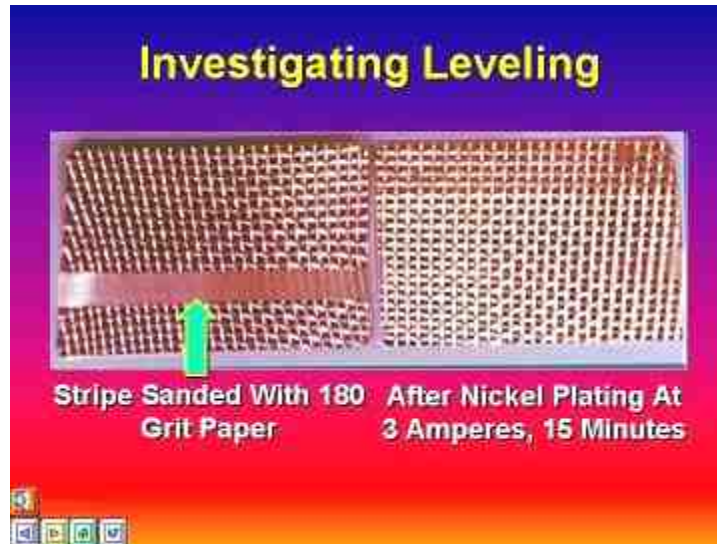 Investigating Leveling
Stripe Sanded With 180
Grit Paper
After Nickel Plating At
3 Amperes, 15 Minutes